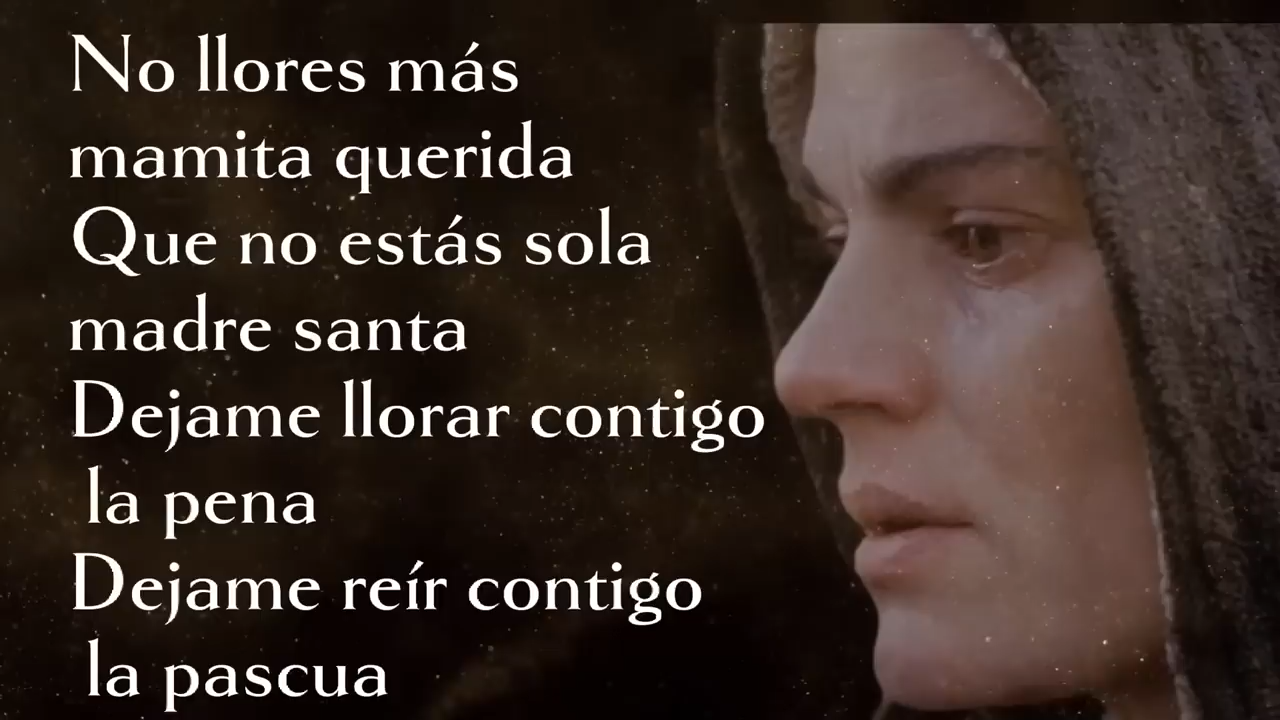 No llores más
mamita querida
Que no estás sola
madre santa
Dejame llorar contigo
la pena
Dejame reír contigo
la pascua